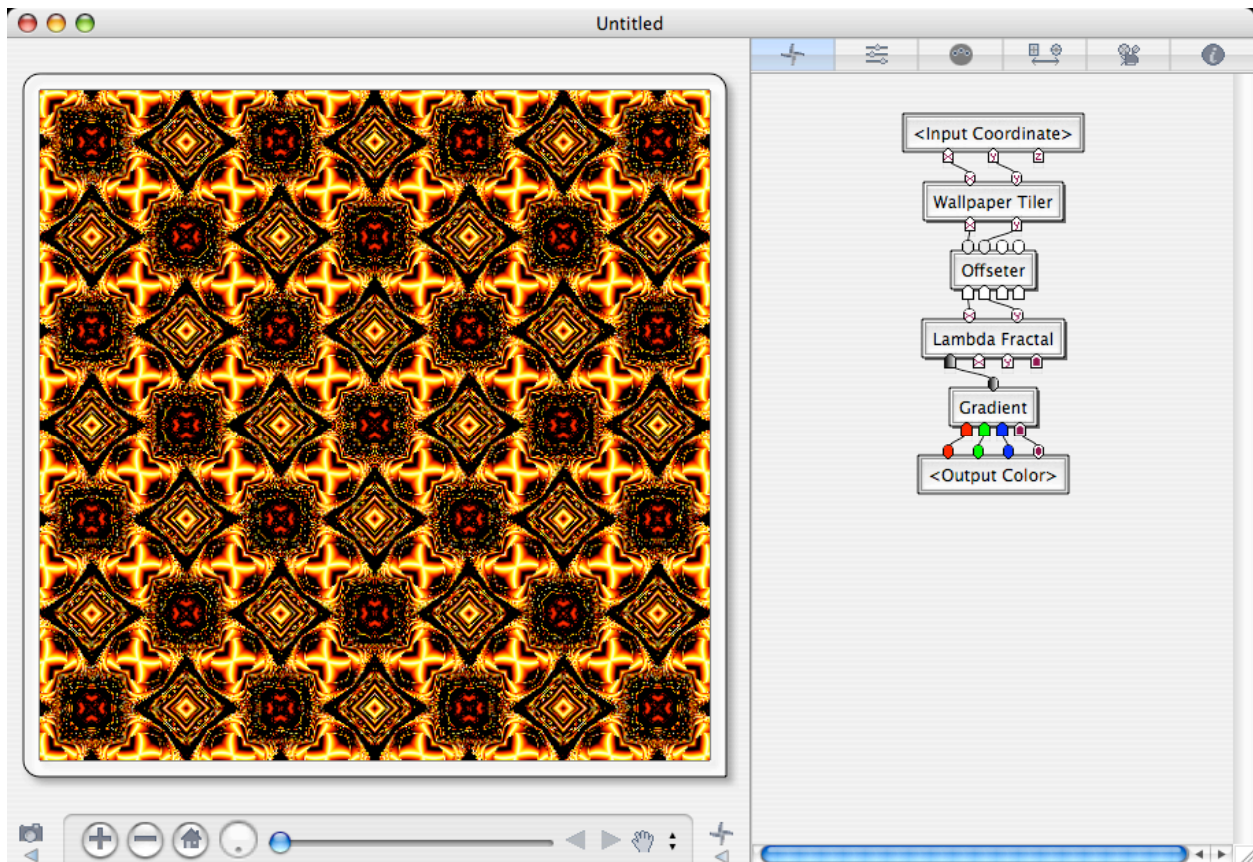 Untitled
<Input Coordinate>
X Y Z
X Y
Wallpaper Tiler
X Y
Offseter
X Y
Lambda Fractal
X Y
Gradient
<Output Color>